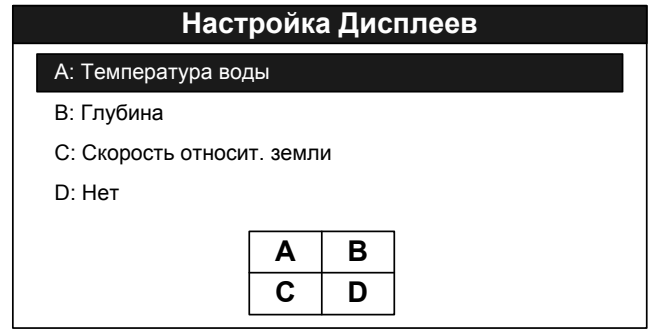 Настройка Дисплеев
A: Температура воды
B: Глубина
C: Скорость относит. земли
D: Нет
A B
C D